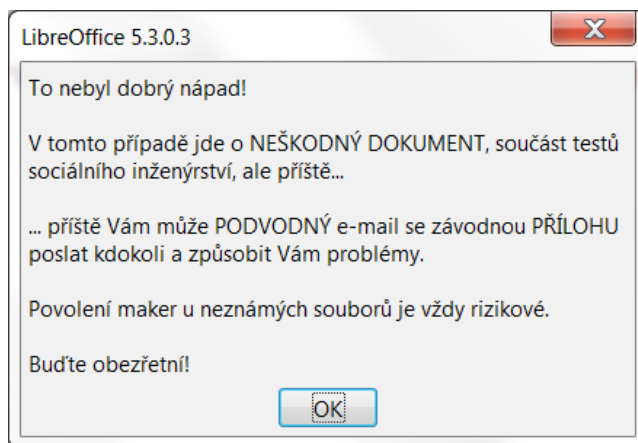 LibreOffice 5.3.0.3
To nebyl dobrý nápad!
V tomto případě jde o NEŠKODNÝ DOKUMENT, součást testů
sociálního inženýrství, ale příště...
... příště Vám může PODVODNÝ e-mail se závodnou PŘÍLOHU
poslat kdokoli a způsobit Vám problémy.
Povolení maker u neznámých souborů je vždy rizikové.
Buďte obezřetní!
OK